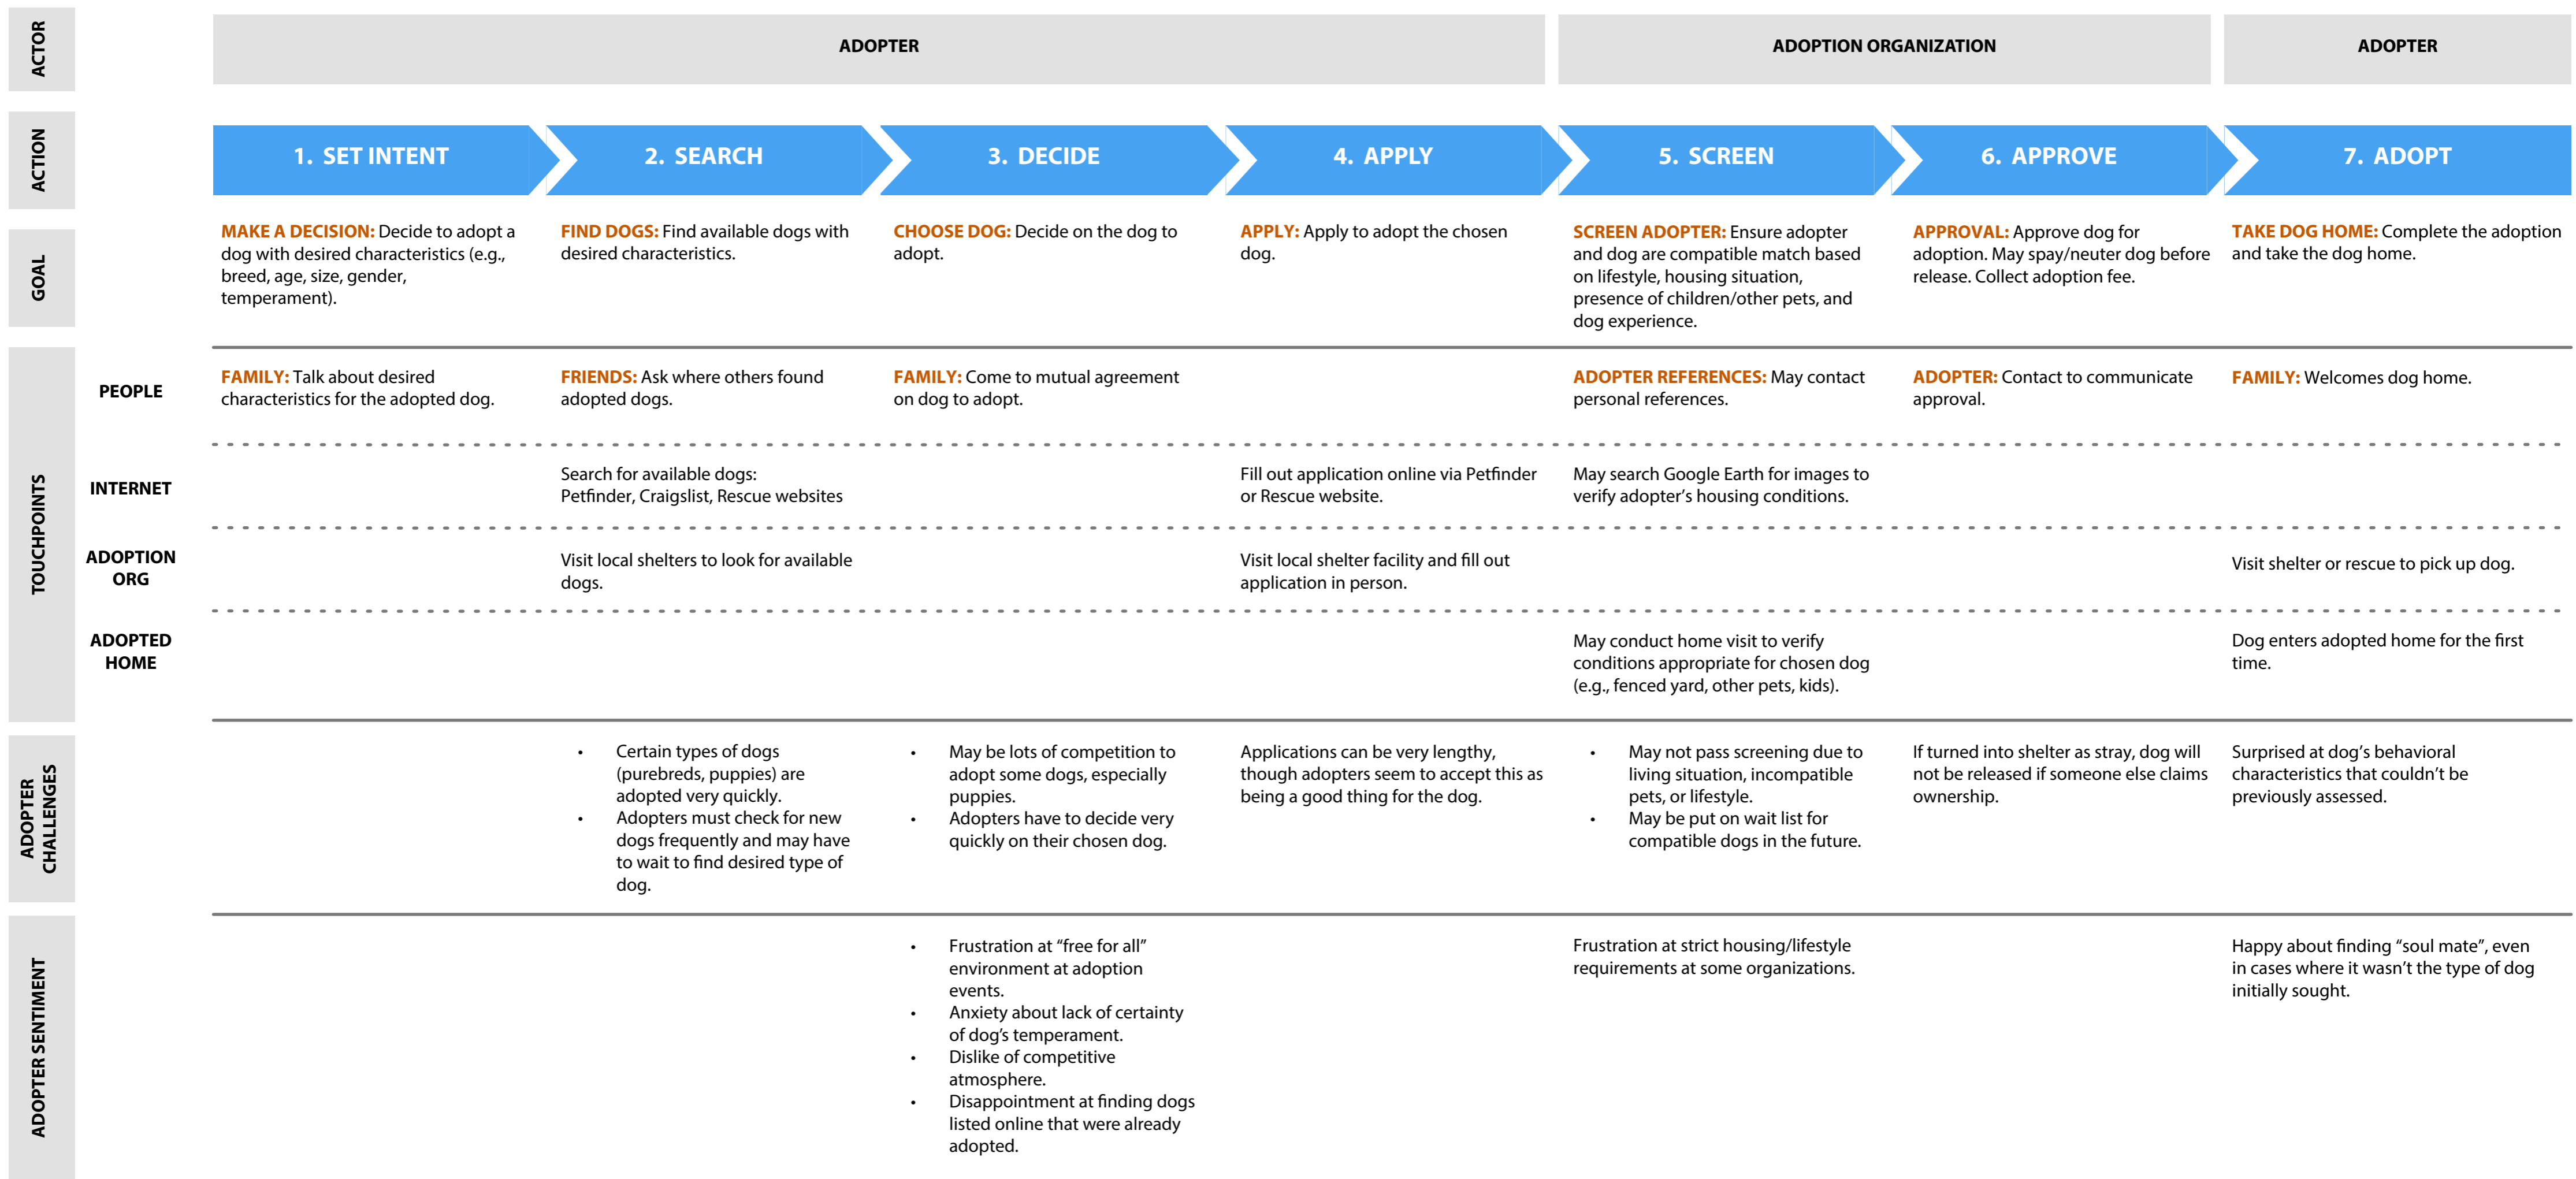 ACTOR
ADOPTER
ADOPTION ORGANIZATION
ADOPTER
ACTION
1. SET INTENT
2. SEARCH
3. DECIDE
4. APPLY
5. SCREEN
6. APPROVE
7. ADOPT
GOAL
MAKE A DECISION: Decide to adopt a
dog with desired characteristics (e.g.,
breed, age, size, gender,
temperament).
FIND DOGS: Find available dogs with
desired characteristics.
CHOOSE DOG: Decide on the dog to
adopt.
APPLY: Apply to adopt the chosen
dog.
SCREEN ADOPTER: Ensure adopter
and dog are compatible match based
on lifestyle, housing situation,
presence of children/other pets, and
dog experience.
APPROVAL: Approve dog for
adoption. May spay/neuter dog before
release. Collect adoption fee.
TAKE DOG HOME: Complete the adoption
and take the dog home.
TOUCHPOINTS
PEOPLE
FAMILY: Talk about desired
characteristics for the adopted dog.
FRIENDS: Ask where others found
adopted dogs.
FAMILY: Come to mutual agreement
on dog to adopt.
ADOPTER REFERENCES: May contact
personal references.
ADOPTER: Contact to communicate
approval.
FAMILY: Welcomes dog home.
INTERNET
Search for available dogs:
Petfinder, Craigslist, Rescue websites
Fill out application online via Petfinder
or Rescue website.
May search Google Earth for images to
verify adopter’s housing conditions.
ADOPTION
ORG
Visit local shelters to look for available
dogs.
Visit local shelter facility and fill out
application in person.
Visit shelter or rescue to pick up dog.
ADOPTED
HOME
May conduct home visit to verify
conditions appropriate for chosen dog
(e.g., fenced yard, other pets, kids).
Dog enters adopted home for the first
time.
ADOPTER
CHALLENGES
• Certain types of dogs
(purebreds, puppies) are
adopted very quickly.
• Adopters must check for new
dogs frequently and may have
to wait to find desired type of
dog.
• May be lots of competition to
adopt some dogs, especially
puppies.
• Adopters have to decide very
quickly on their chosen dog.
Applications can be very lengthy,
though adopters seem to accept this as
being a good thing for the dog.
• May not pass screening due to
living situation, incompatible
pets, or lifestyle.
• May be put on wait list for
compatible dogs in the future.
If turned into shelter as stray, dog will
not be released if someone else claims
ownership.
Surprised at dog’s behavioral
characteristics that couldn’t be
previously assessed.
ADOPTER SENTIMENT
• Frustration at “free for all”
environment at adoption
events.
• Anxiety about lack of certainty
of dog’s temperament.
• Dislike of competitive
atmosphere.
• Disappointment at finding dogs
listed online that were already
adopted.
Frustration at strict housing/lifestyle
requirements at some organizations.
Happy about finding “soul mate”, even
in cases where it wasn’t the type of dog
initially sought.